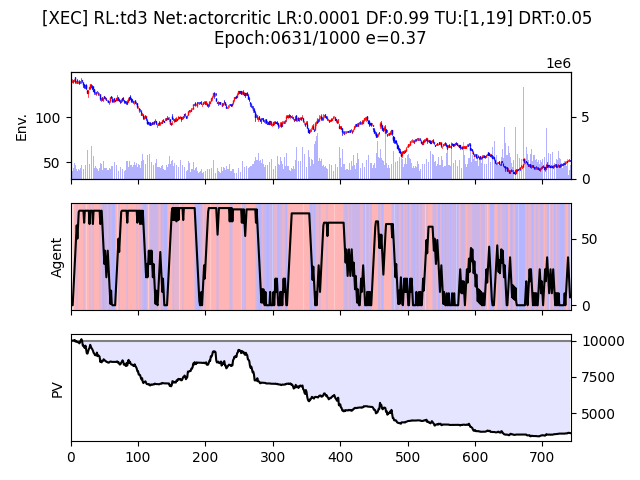 [XEC] RL:td3 Net:actorcritic LR:0.0001 DF:0.99 TU:[1,19] DRT:0.05
Epoch:0631/1000 e=0.37
1e6
Env.
100
50
5
0
Agent
50
0
PV
10000
7500
5000
0 100 200 300 400 500 600 700